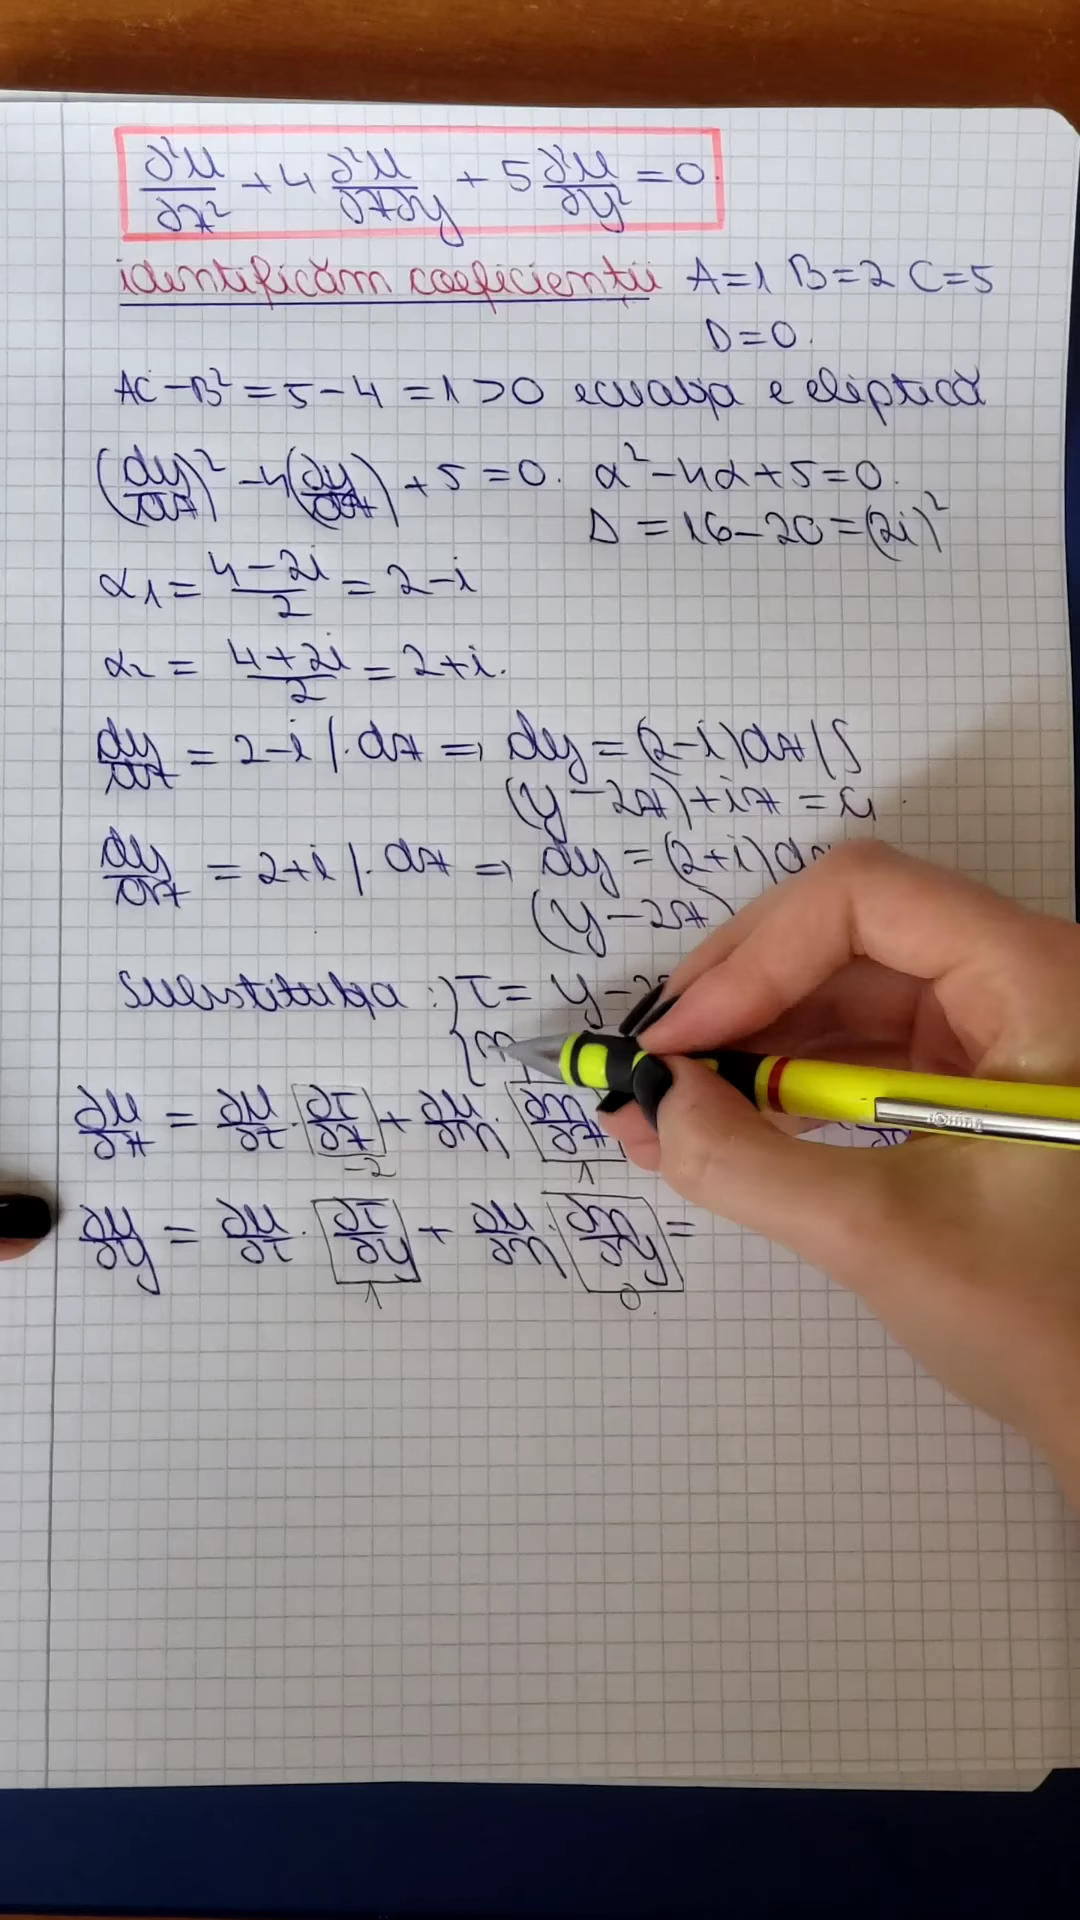 ∂²u/∂x² + 4 ∂²u/∂x∂y + 5 ∂²u/∂y² = 0.
identificăm coeficienții A=1 B=2 C=5
D=0.
AC-B² = 5-4 = 1 > 0 ecuația e eliptică
(dy/dx)² - 4(dy/dx) + 5 = 0. α² - 4α + 5 = 0.
Δ = 16-20 = (2i)²
α1 = (4-2i)/2 = 2-i
α2 = (4+2i)/2 = 2+i.
dy/dx = 2-i /·dx ⇒ dy = (2-i)dx /∫
(y-2x)+ix = c1.
dy/dx = 2+i /·dx ⇒ dy = (2+i)d
(y-2x)
Substituția : { τ = y-2
η
∂u/∂x = ∂u/∂τ · ∂τ/∂x + ∂u/∂η · ∂η/∂x
-2 1
∂u/∂y = ∂u/∂τ · ∂τ/∂y + ∂u/∂η · ∂η/∂y =
1 0